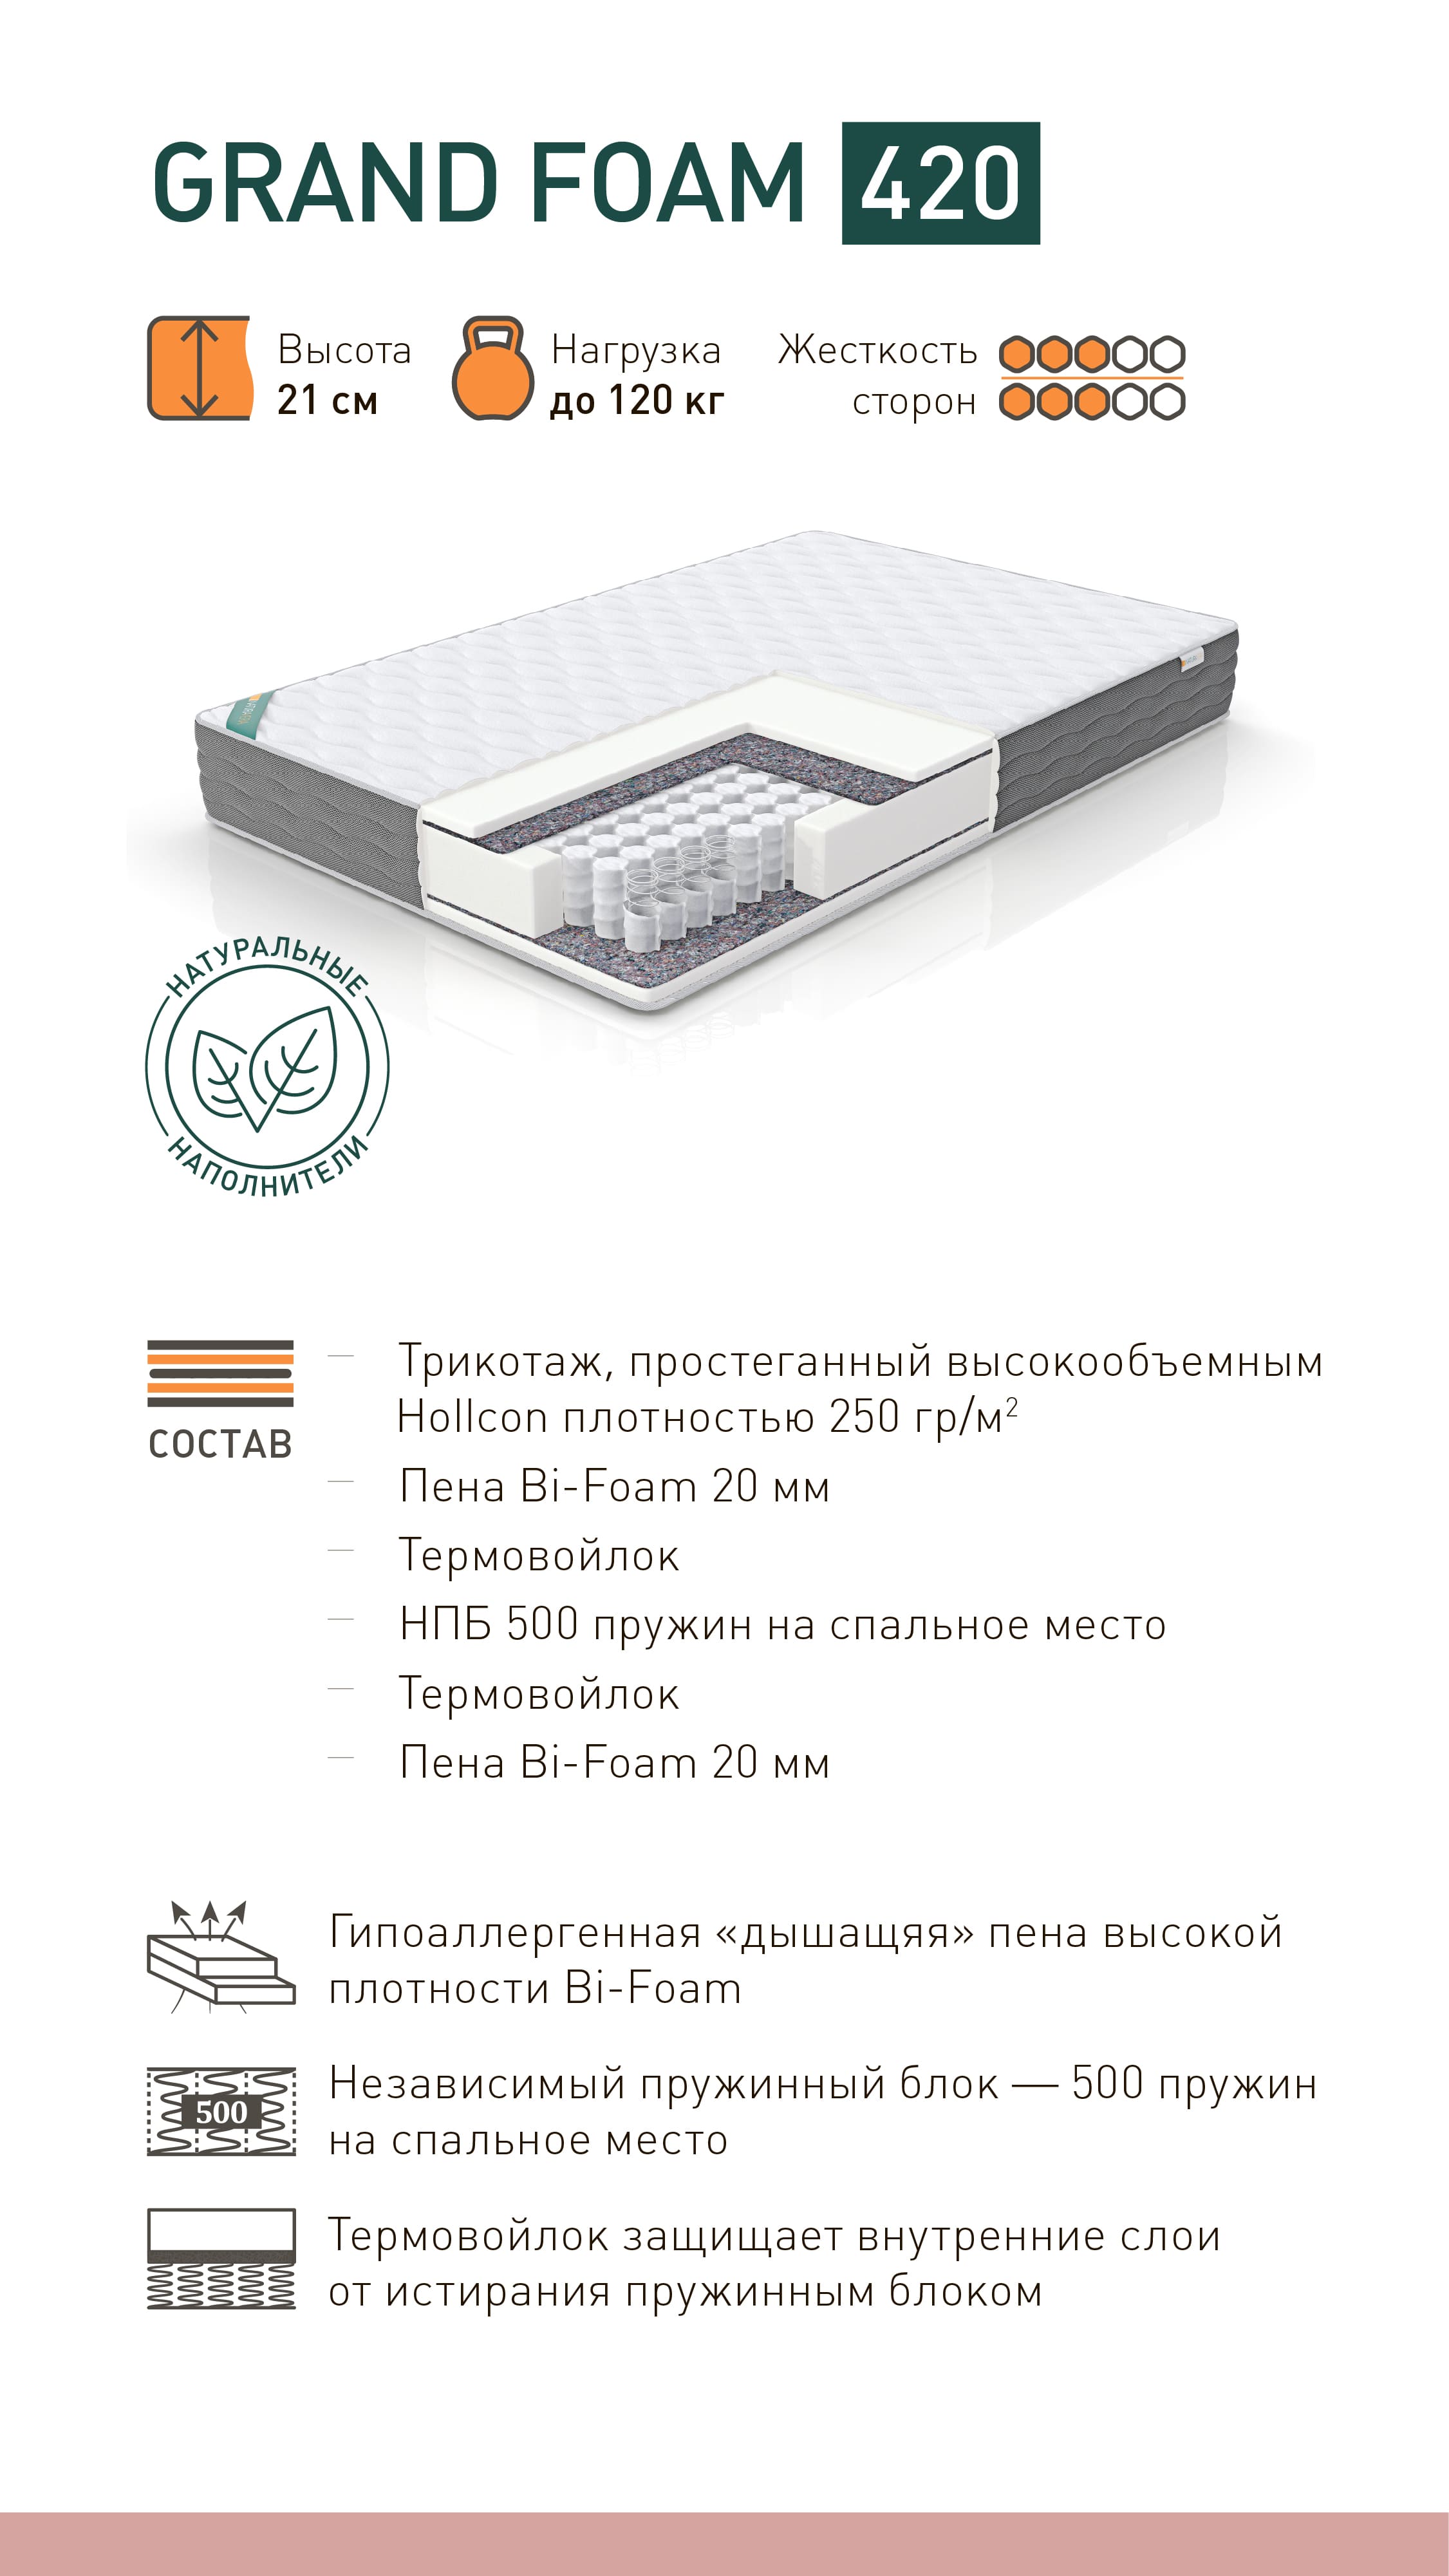 GRAND FOAM 420
Высота
21 см
Нагрузка
до 120 кг
Жесткость
сторон
НАТУРАЛЬНЫЕ
НАПОЛНИТЕЛИ
СОСТАВ
— Трикотаж, простеганный высокообъемным
Hollcon плотностью 250 гр/м²
— Пена Bi-Foam 20 мм
— Термовойлок
— НПБ 500 пружин на спальное место
— Термовойлок
— Пена Bi-Foam 20 мм
Гипоаллергенная «дышащяя» пена высокой
плотности Bi-Foam
500
Независимый пружинный блок — 500 пружин
на спальное место
Термовойлок защищает внутренние слои
от истирания пружинным блоком